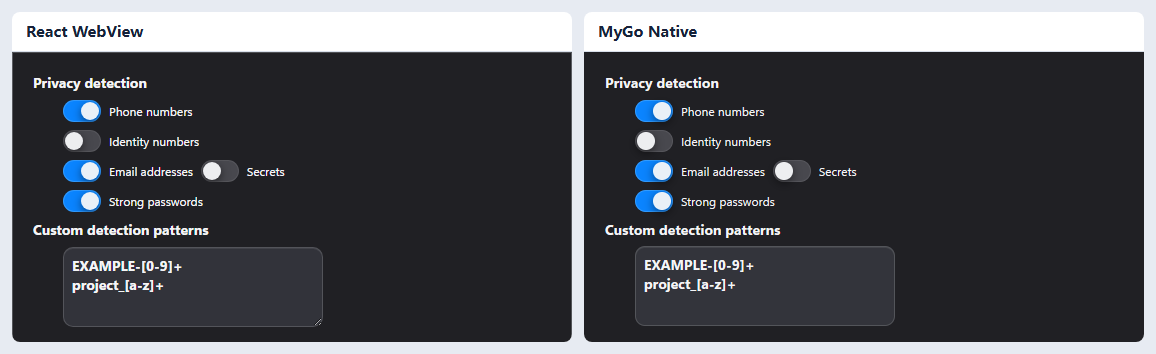 React WebView
Privacy detection
Phone numbers
Identity numbers
Email addresses Secrets
Strong passwords
Custom detection patterns
EXAMPLE-[0-9]+
project_[a-z]+
MyGo Native
Privacy detection
Phone numbers
Identity numbers
Email addresses Secrets
Strong passwords
Custom detection patterns
EXAMPLE-[0-9]+
project_[a-z]+